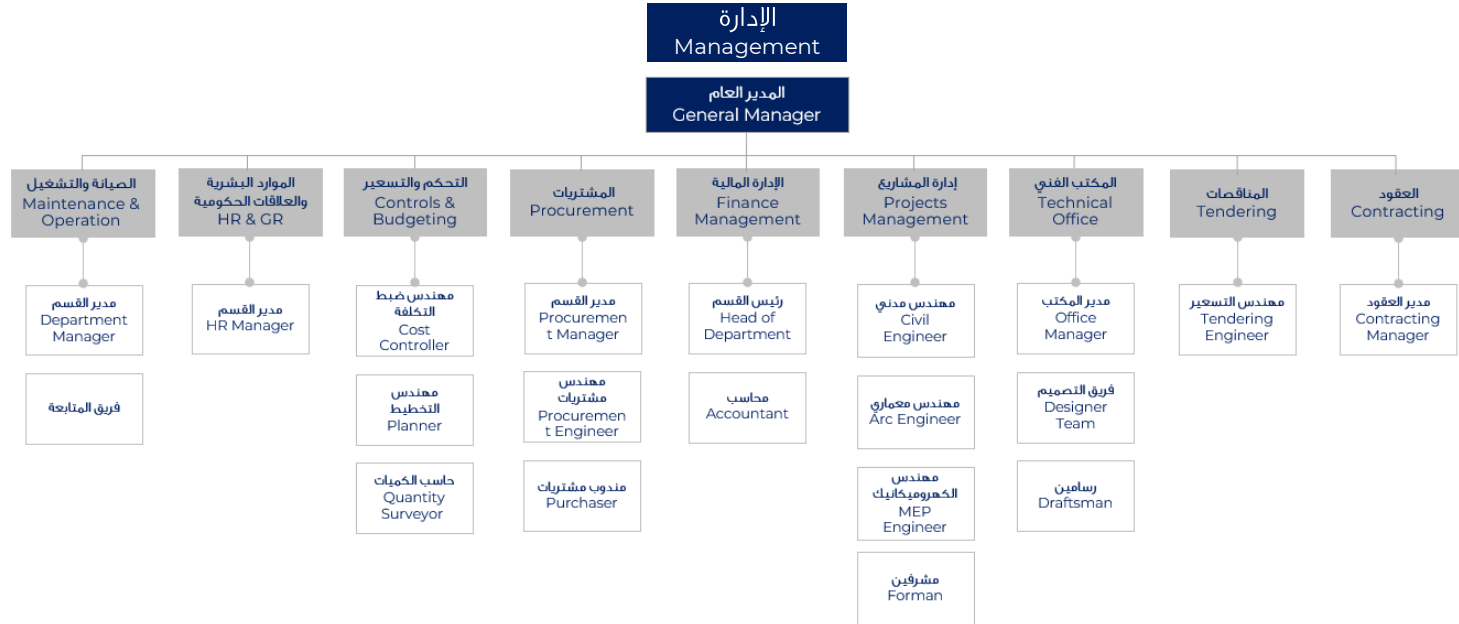 الإدارة
Management
المدير العام
General Manager
الصيانة والتشغيل
Maintenance &
Operation
الموارد البشرية
والعلاقات الحكومية
HR & GR
التحكم والتسعير
Controls &
Budgeting
المشتريات
Procurement
الإدارة المالية
Finance
Management
إدارة المشاريع
Projects
Management
المكتب الفني
Technical
Office
المناقصات
Tendering
العقود
Contracting
مدير القسم
Department
Manager
فريق المتابعة
مدير القسم
HR Manager
مهندس ضبط
التكلفة
Cost
Controller
مهندس
التخطيط
Planner
حاسب الكميات
Quantity
Surveyor
مدير القسم
Procuremen
t Manager
مهندس
مشتريات
Procuremen
t Engineer
مندوب مشتريات
Purchaser
رئيس القسم
Head of
Department
محاسب
Accountant
مهندس مدني
Civil
Engineer
مهندس معماري
Arc Engineer
مهندس
الكهروميكانيك
MEP
Engineer
مشرفين
Forman
مدير المكتب
Office
Manager
فريق التصميم
Designer
Team
رسامين
Draftsman
مهندس التسعير
Tendering
Engineer
مدير العقود
Contracting
Manager